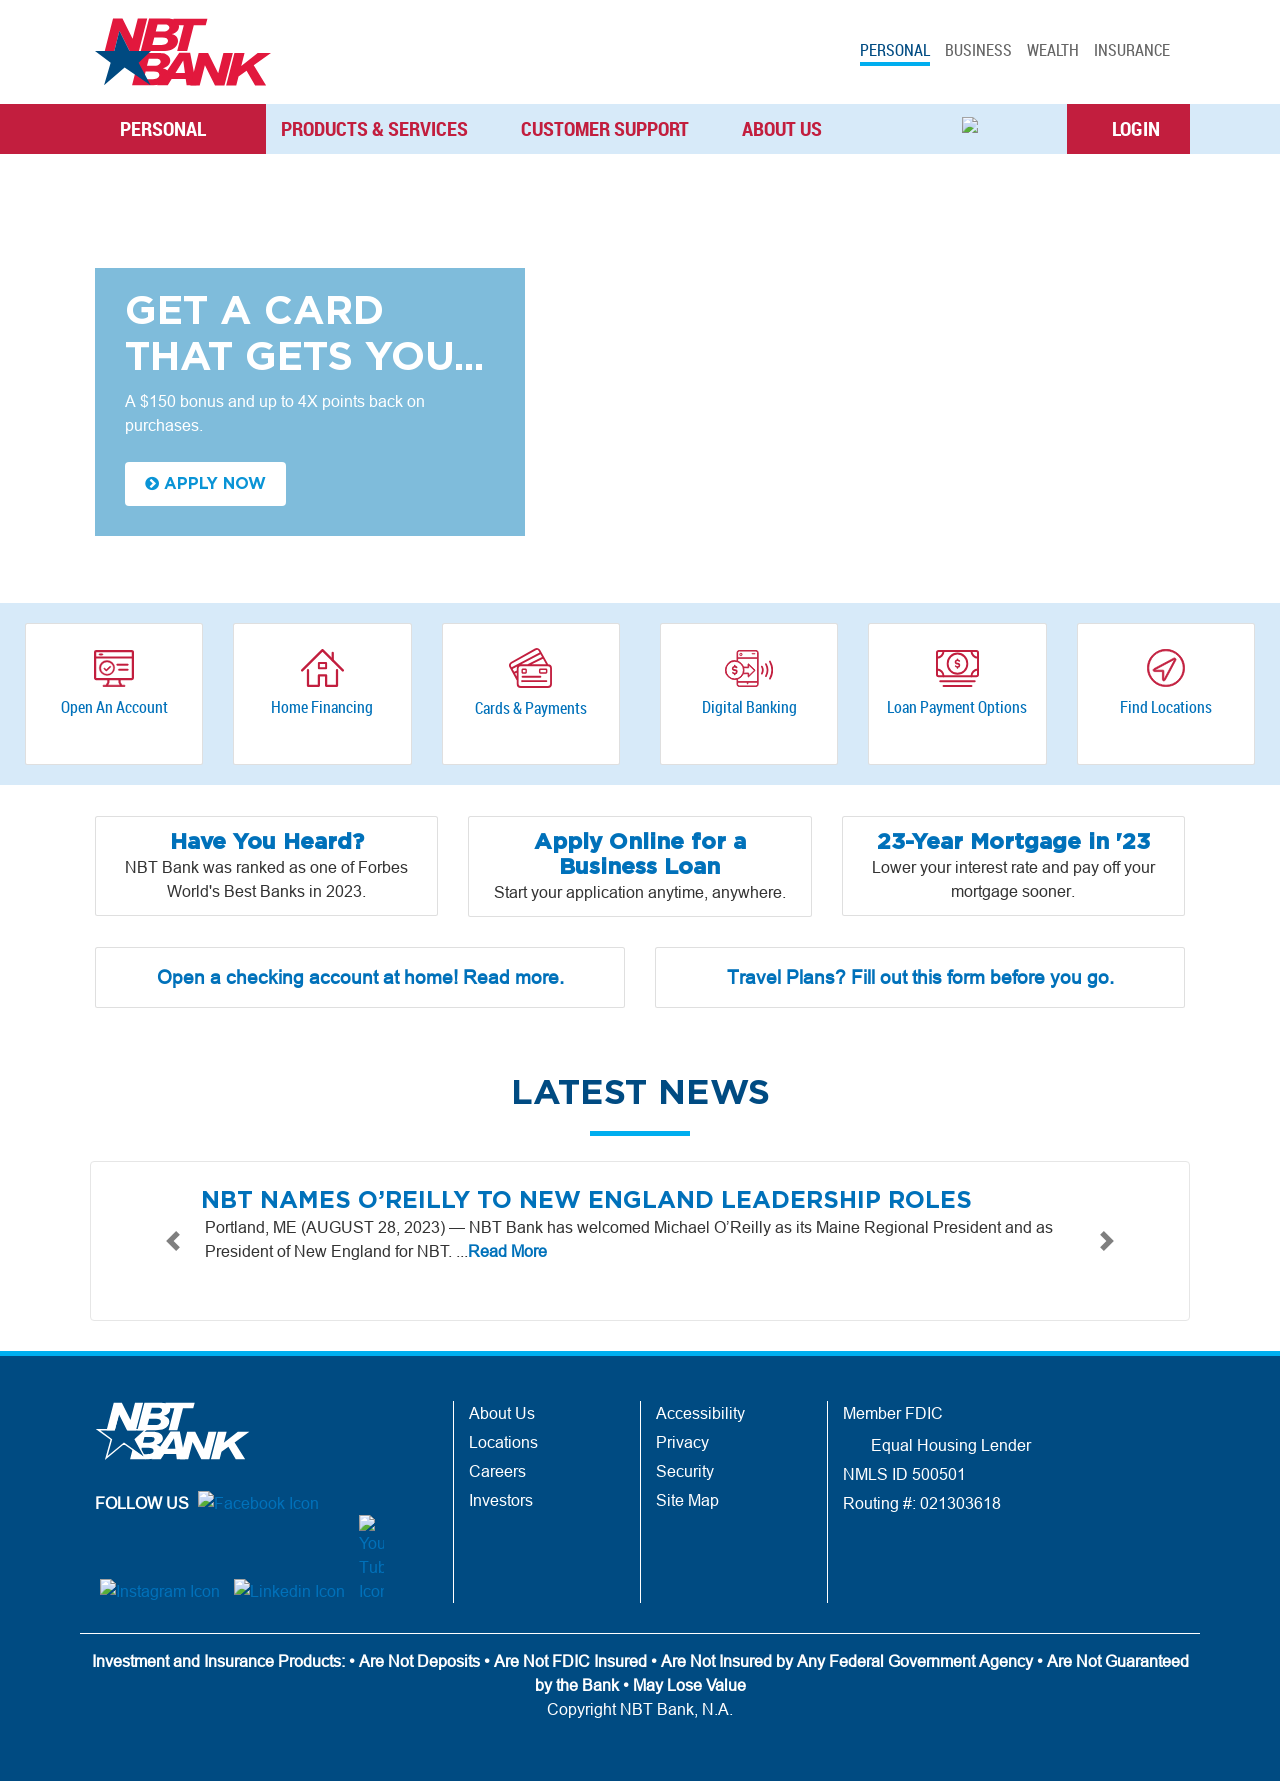 NBT
BANK
PERSONAL BUSINESS WEALTH INSURANCE
PERSONAL PRODUCTS & SERVICES CUSTOMER SUPPORT ABOUT US LOGIN
GET A CARD
THAT GETS YOU...
A $150 bonus and up to 4X points back on
purchases.
APPLY NOW
Open An Account
Home Financing
Cards & Payments
Digital Banking
Loan Payment Options
Find Locations
Have You Heard?
NBT Bank was ranked as one of Forbes
World's Best Banks in 2023.
Apply Online for a
Business Loan
Start your application anytime, anywhere.
23-Year Mortgage in '23
Lower your interest rate and pay off your
mortgage sooner.
Open a checking account at home! Read more.
Travel Plans? Fill out this form before you go.
LATEST NEWS
NBT NAMES O’REILLY TO NEW ENGLAND LEADERSHIP ROLES
Portland, ME (AUGUST 28, 2023) — NBT Bank has welcomed Michael O’Reilly as its Maine Regional President and as
President of New England for NBT. ...Read More
NBT
BANK
FOLLOW US Facebook Icon
Instagram Icon Linkedin Icon
You
Tub
Icon
About Us
Locations
Careers
Investors
Accessibility
Privacy
Security
Site Map
Member FDIC
Equal Housing Lender
NMLS ID 500501
Routing #: 021303618
Investment and Insurance Products: • Are Not Deposits • Are Not FDIC Insured • Are Not Insured by Any Federal Government Agency • Are Not Guaranteed
by the Bank • May Lose Value
Copyright NBT Bank, N.A.